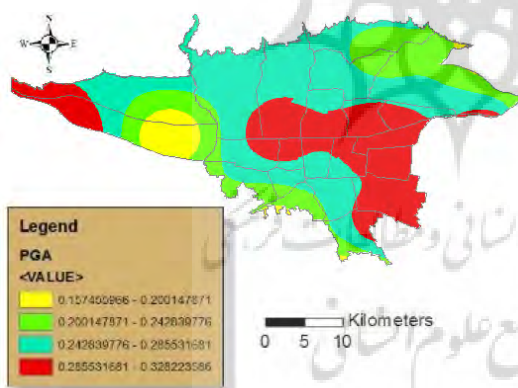 N
W E
S
Legend
PGA
<VALUE>
0.157455966 - 0.200147871
0.200147871 - 0.242839776
0.242839776 - 0.285531681
0.285531681 - 0.328223586
Kilometers
0 5 10